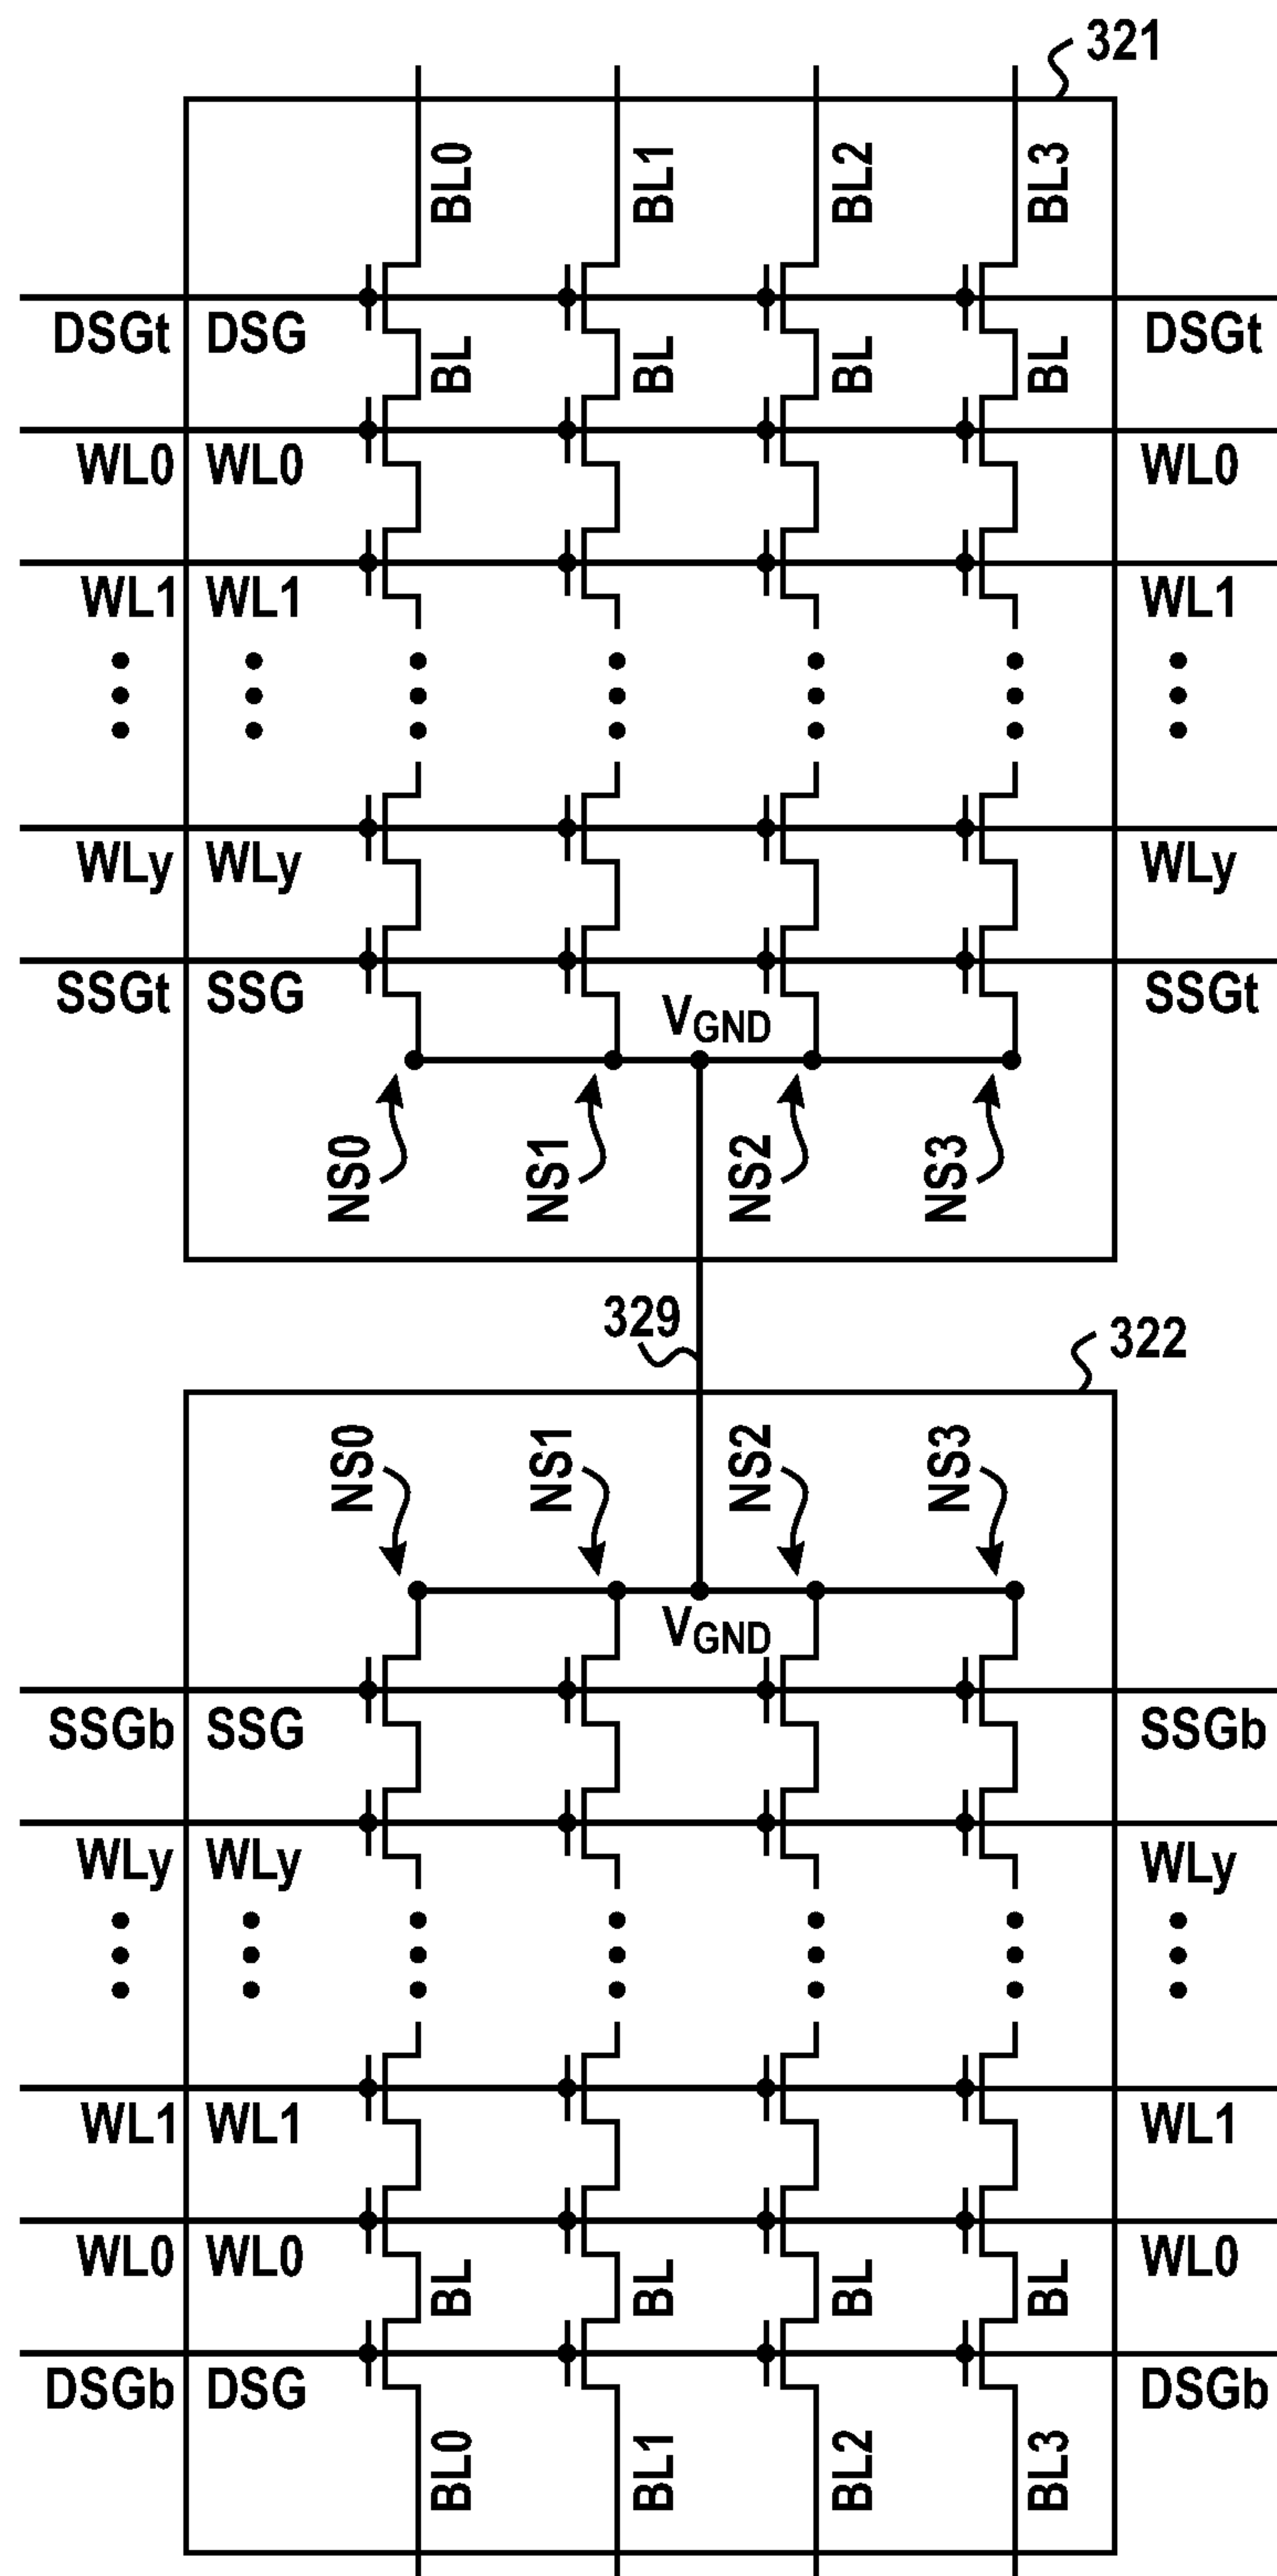 321
BL0 BL1 BL2 BL3
DSGt DSG BL BL BL BL DSGt
WL0 WL0 WL0
WL1 WL1 WL1
WLy WLy WLy
SSGt SSG VGND SSGt
NS0 NS1 NS2 NS3
329
322
NS0 NS1 NS2 NS3
VGND
SSGb SSG SSGb
WLy WLy WLy
WL1 WL1 WL1
WL0 WL0 BL BL BL BL WL0
DSGb DSG DSGb
BL0 BL1 BL2 BL3